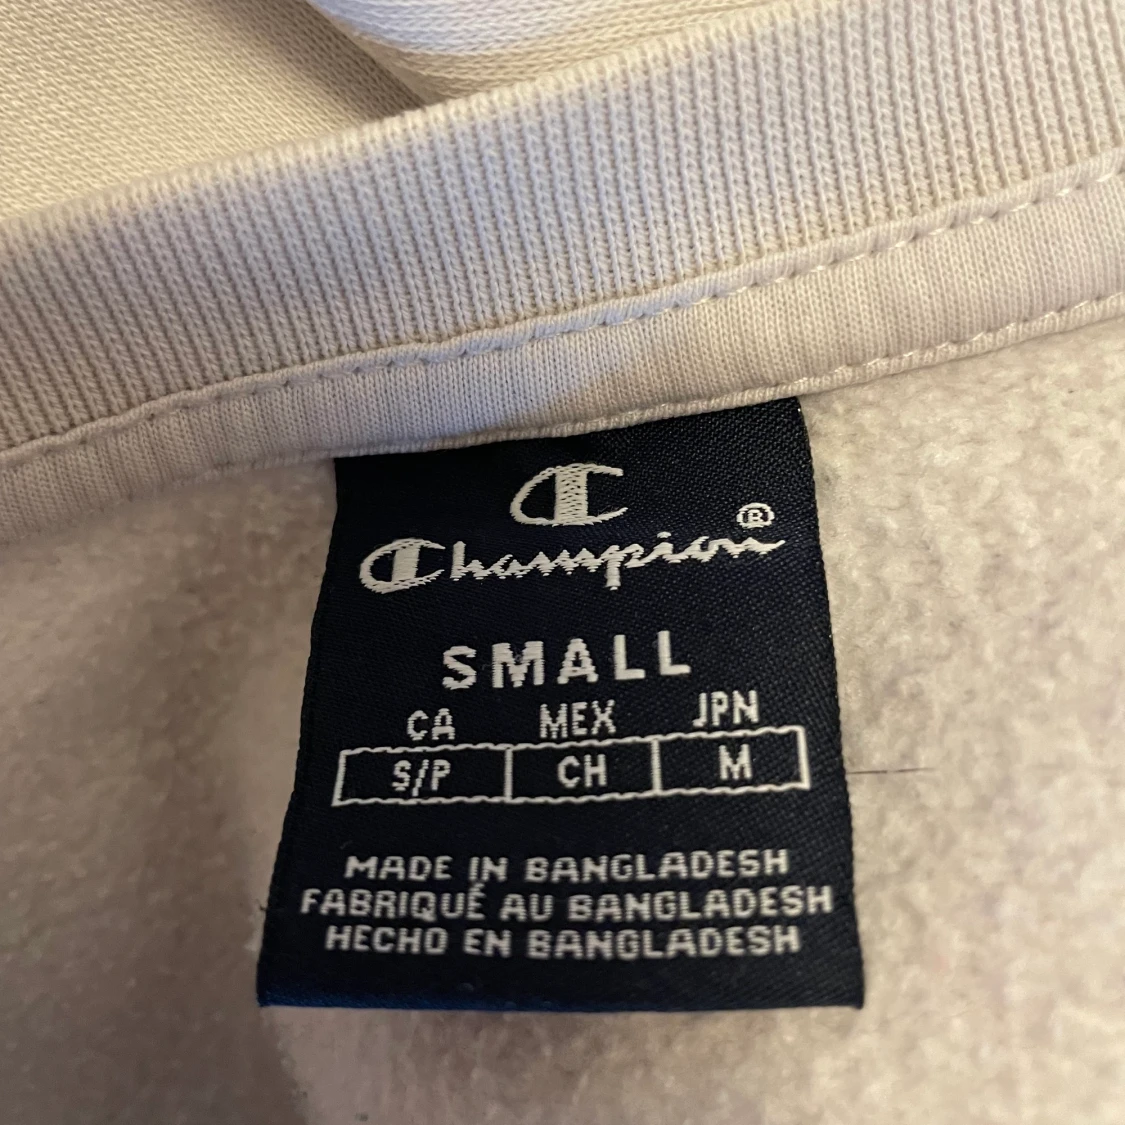 C
Champion®
SMALL
CA MEX JPN
S/P CH M
MADE IN BANGLADESH
FABRIQUÉ AU BANGLADESH
HECHO EN BANGLADESH